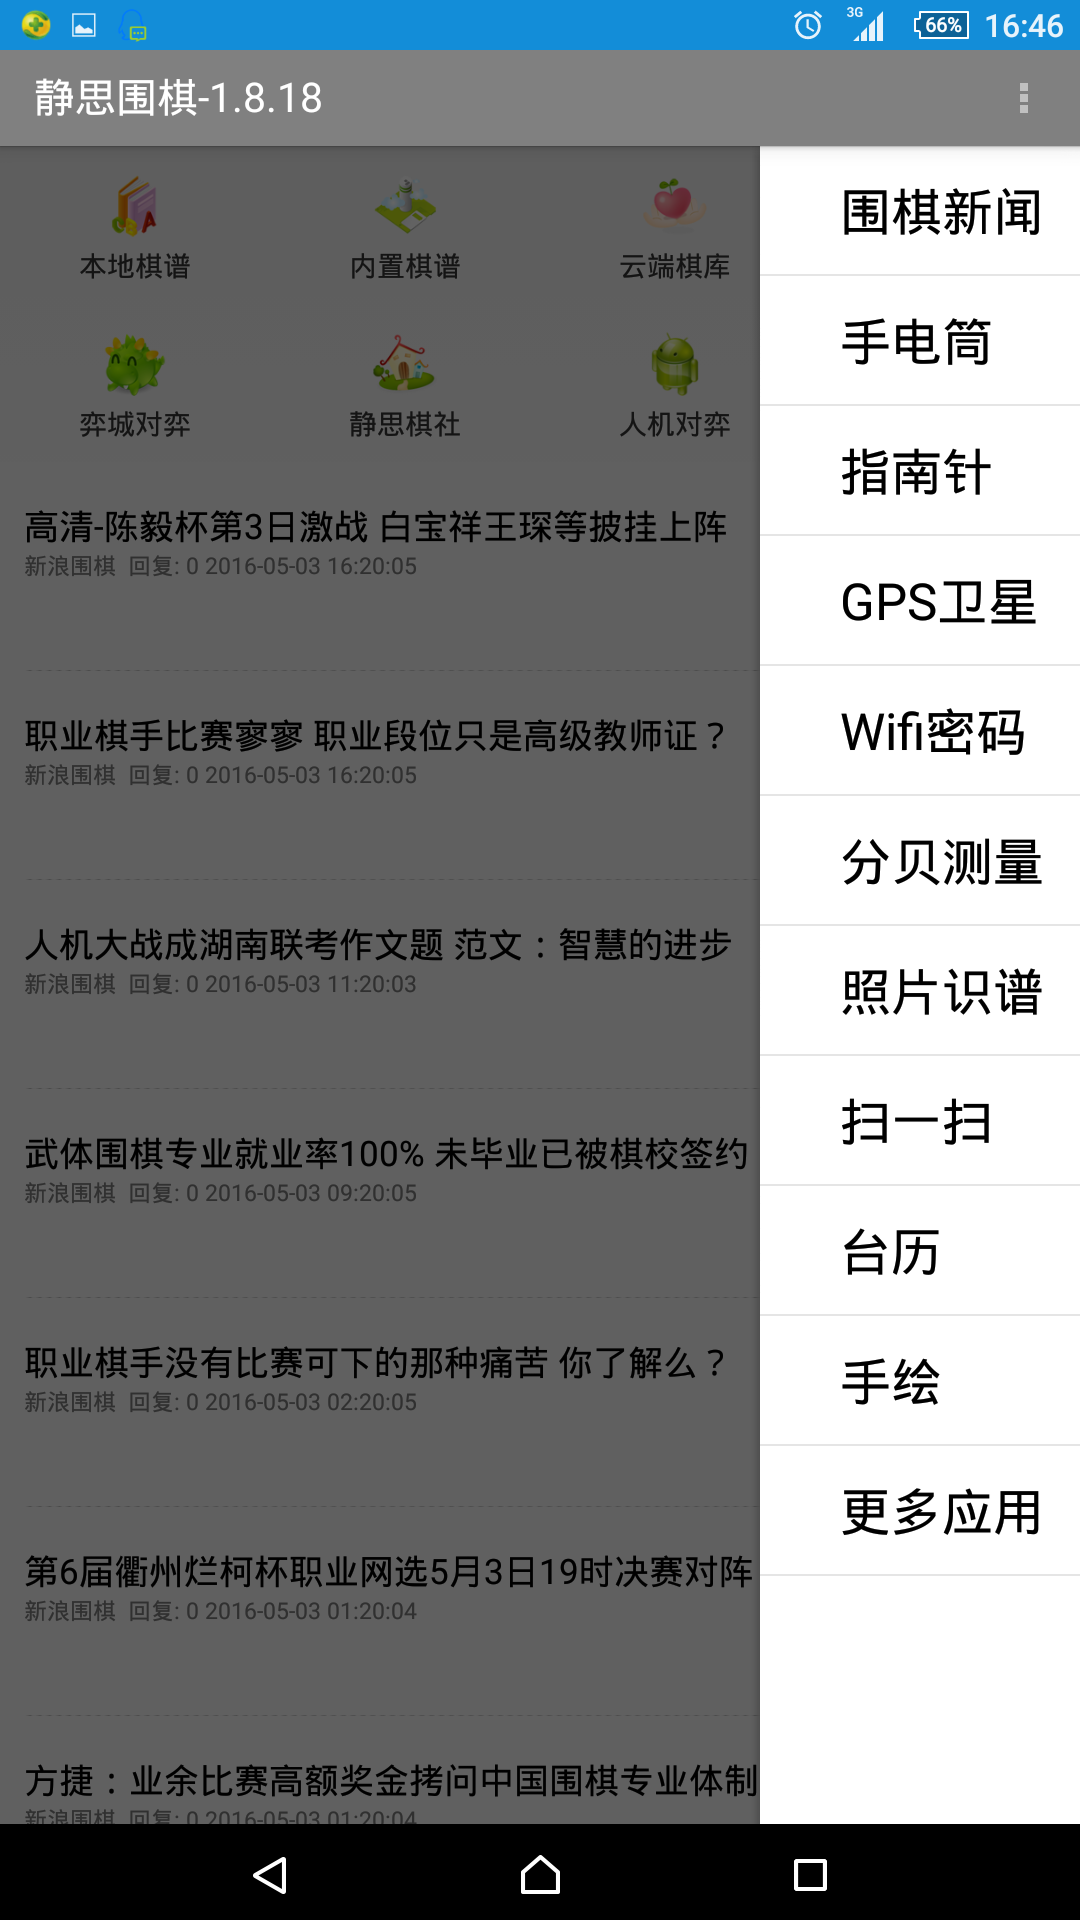 3G 66% 16:46
静思围棋-1.8.18
本地棋谱 内置棋谱 云端棋库
弈城对弈 静思棋社 人机对弈
高清-陈毅杯第3日激战 白宝祥王琛等披挂上阵
新浪围棋 回复: 0 2016-05-03 16:20:05
职业棋手比赛寥寥 职业段位只是高级教师证？
新浪围棋 回复: 0 2016-05-03 16:20:05
人机大战成湖南联考作文题 范文：智慧的进步
新浪围棋 回复: 0 2016-05-03 11:20:03
武体围棋专业就业率100% 未毕业已被棋校签约
新浪围棋 回复: 0 2016-05-03 09:20:05
职业棋手没有比赛可下的那种痛苦 你了解么？
新浪围棋 回复: 0 2016-05-03 02:20:05
第6届衢州烂柯杯职业网选5月3日19时决赛对阵
新浪围棋 回复: 0 2016-05-03 01:20:04
方捷：业余比赛高额奖金拷问中国围棋专业体制
新浪围棋 回复: 0 2016-05-03 01:20:04
围棋新闻
手电筒
指南针
GPS卫星
Wifi密码
分贝测量
照片识谱
扫一扫
台历
手绘
更多应用